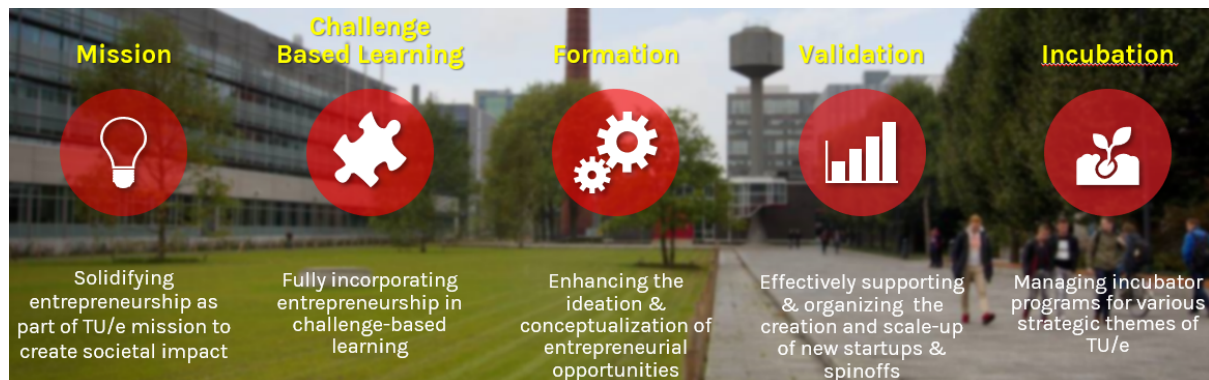 Mission
Solidifying
entrepreneurship as
part of TU/e mission to
create societal impact
Challenge
Based Learning
Fully incorporating
entrepreneurship in
challenge-based
learning
Formation
Enhancing the
ideation &
conceptualization of
entrepreneurial
opportunities
Validation
Effectively supporting
& organizing the
creation and scale-up
of new startups &
spinoffs
Incubation
Managing incubator
programs for various
strategic themes of
TU/e